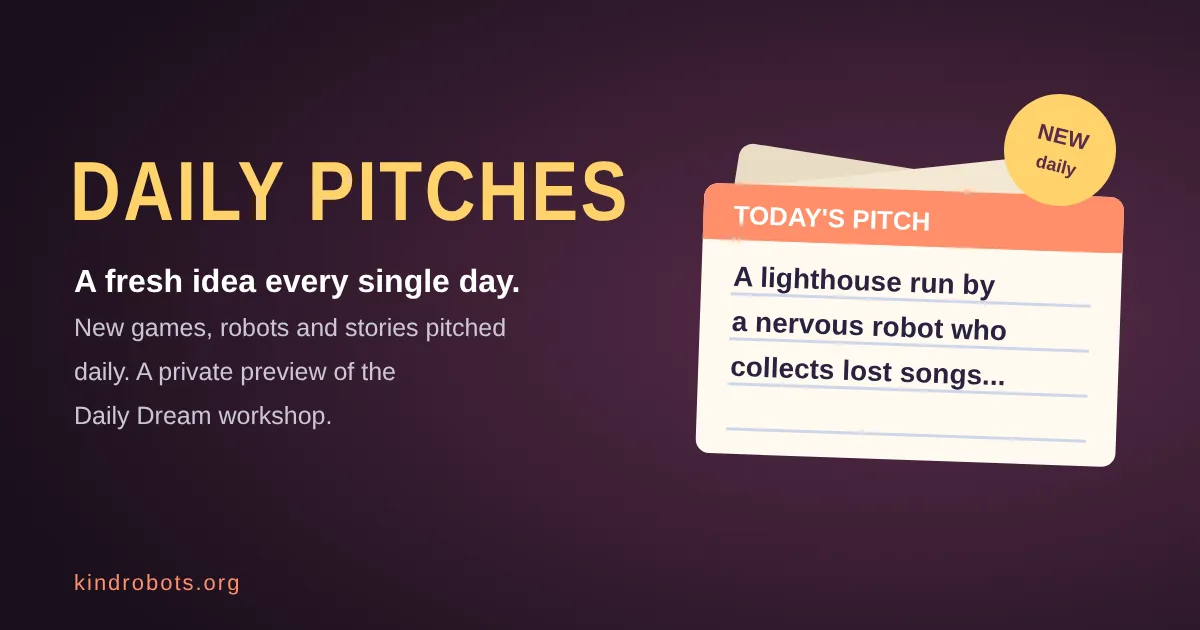 DAILY PITCHES
A fresh idea every single day.
New games, robots and stories pitched
daily. A private preview of the
Daily Dream workshop.
kindrobots.org
NEW
daily
TODAY'S PITCH
A lighthouse run by
a nervous robot who
collects lost songs...